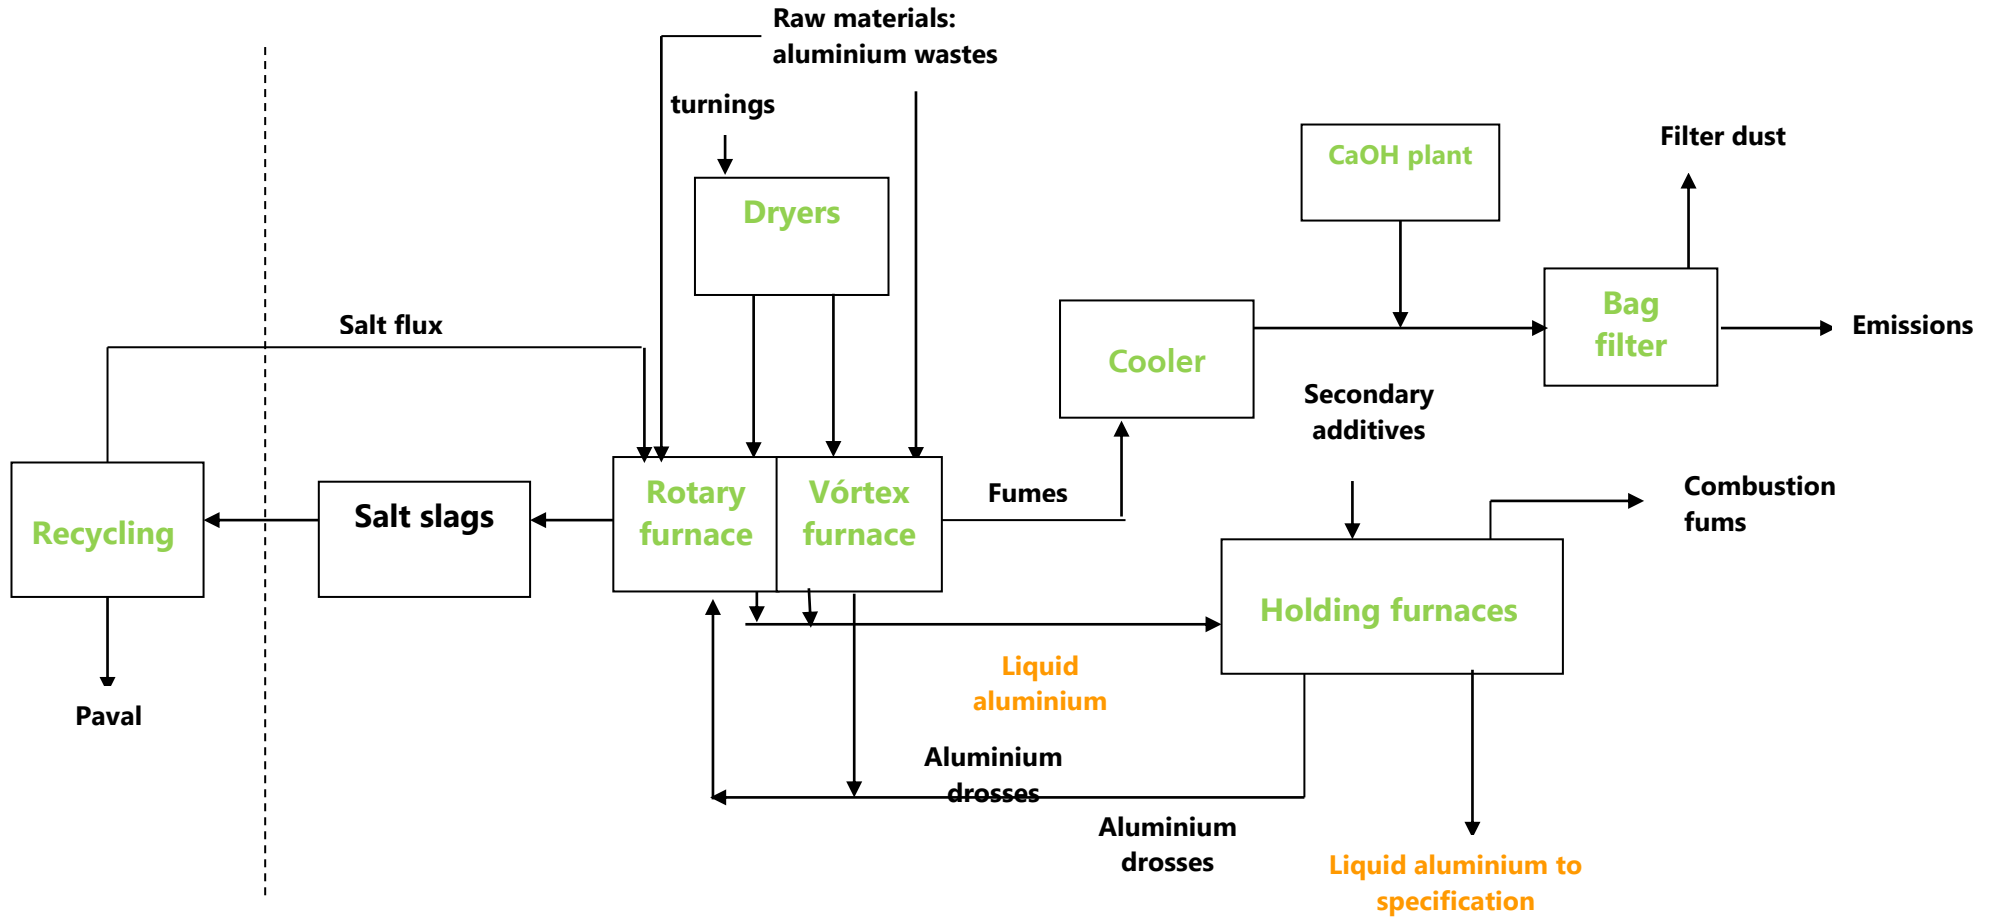 Raw materials:
aluminium wastes
turnings
CaOH plant
Filter dust
Dryers
Salt flux
Bag
filter
Emissions
Cooler
Secondary
additives
Recycling
Salt slags
Rotary
furnace
Vórtex
furnace
Fumes
Combustion
fums
Holding furnaces
Liquid
aluminium
Paval
Aluminium
drosses
Aluminium
drosses
Liquid aluminium to
specification